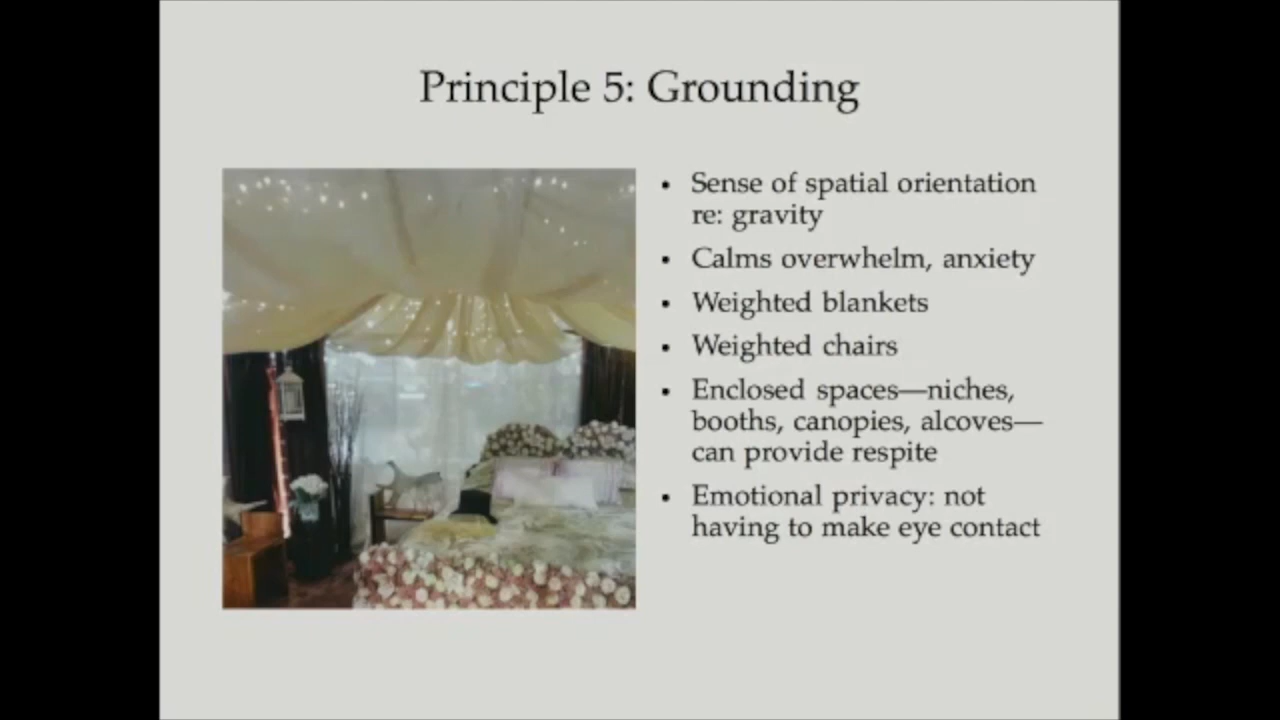 Principle 5: Grounding
• Sense of spatial orientation
re: gravity
• Calms overwhelm, anxiety
• Weighted blankets
• Weighted chairs
• Enclosed spaces—niches,
booths, canopies, alcoves—
can provide respite
• Emotional privacy: not
having to make eye contact